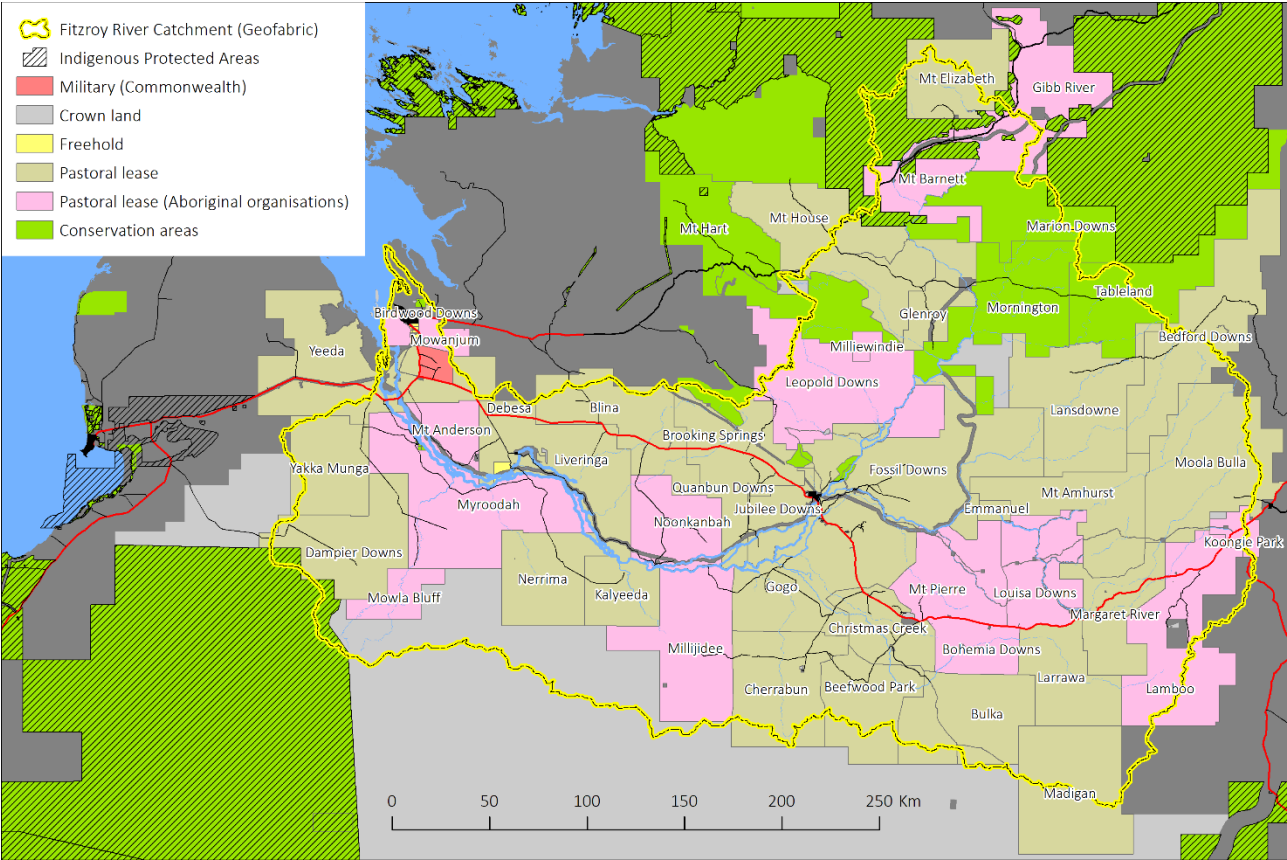 Fitzroy River Catchment (Geofabric)
Indigenous Protected Areas
Military (Commonwealth)
Crown land
Freehold
Pastoral lease
Pastoral lease (Aboriginal organisations)
Conservation areas
Mt Elizabeth
Gibb River
Mt Barnett
Mt House
Mt Hart
Marion Downs
Tableland
Mornington
Glenroy
Birdwood Downs
Mowanjum
Bedford Downs
Yeeda
Milliewindie
Leopold Downs
Debesa
Blina
Lansdowne
Mt Anderson
Brooking Springs
Yakka Munga
Liveringa
Fossil Downs
Moola Bulla
Quanbun Downs
Mt Amhurst
Myroodah
Jubilee Downs
Emmanuel
Noonkanbah
Koongie Park
Dampier Downs
Nerrima
Kalyeeda
Gogo
Mt Pierre
Louisa Downs
Mowla Bluff
Margaret River
Christmas Creek
Millijidee
Bohemia Downs
Larrawa
Cherrabun
Beefwood Park
Lamboo
Bulka
Madigan
0 50 100 150 200 250 Km